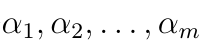 α₁, α₂, . . . , αₘ